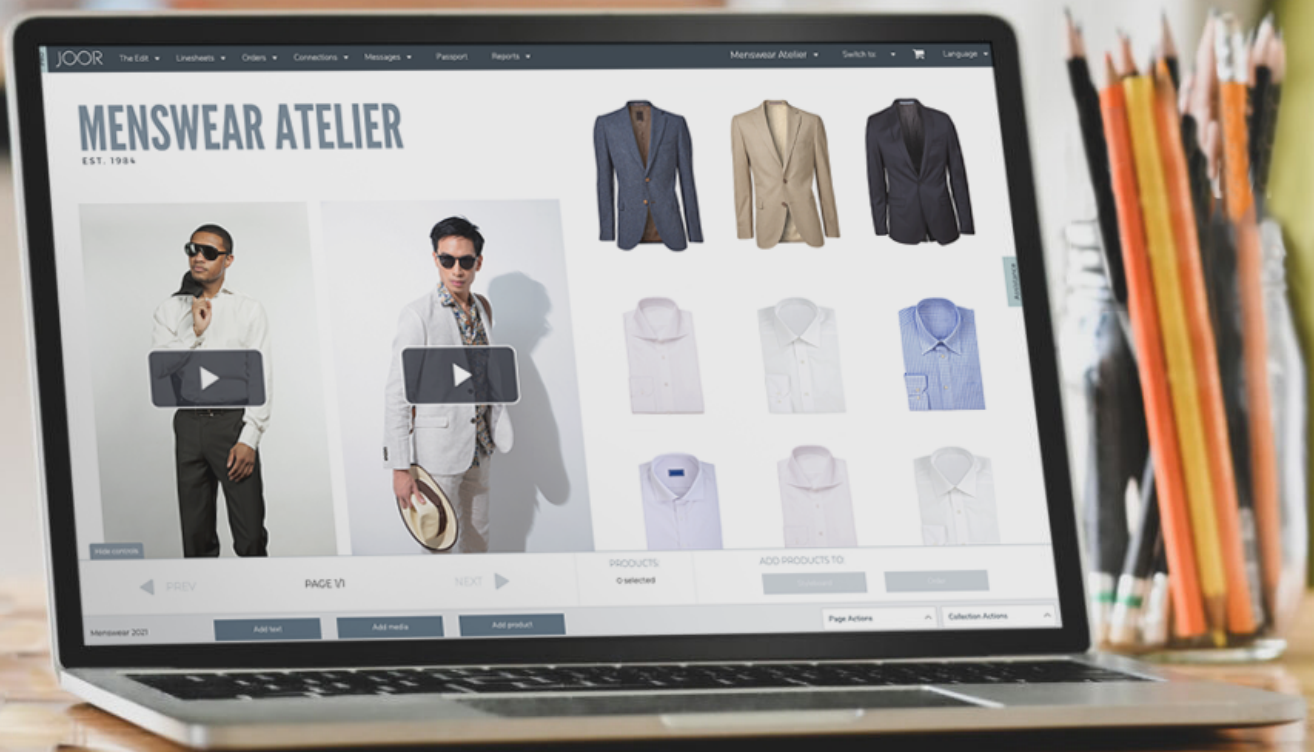 JOOR The Edit Linesheets Orders Connections Messages Passport Reports Menswear Atelier Switch to: Language
MENSWEAR ATELIER
EST. 1984
Assistance
Hide controls
PREV PAGE 1/1 NEXT
PRODUCTS:
0 selected
ADD PRODUCTS TO:
Order
Menswear 2021 Add text Add media Add product Page Actions Collection Actions